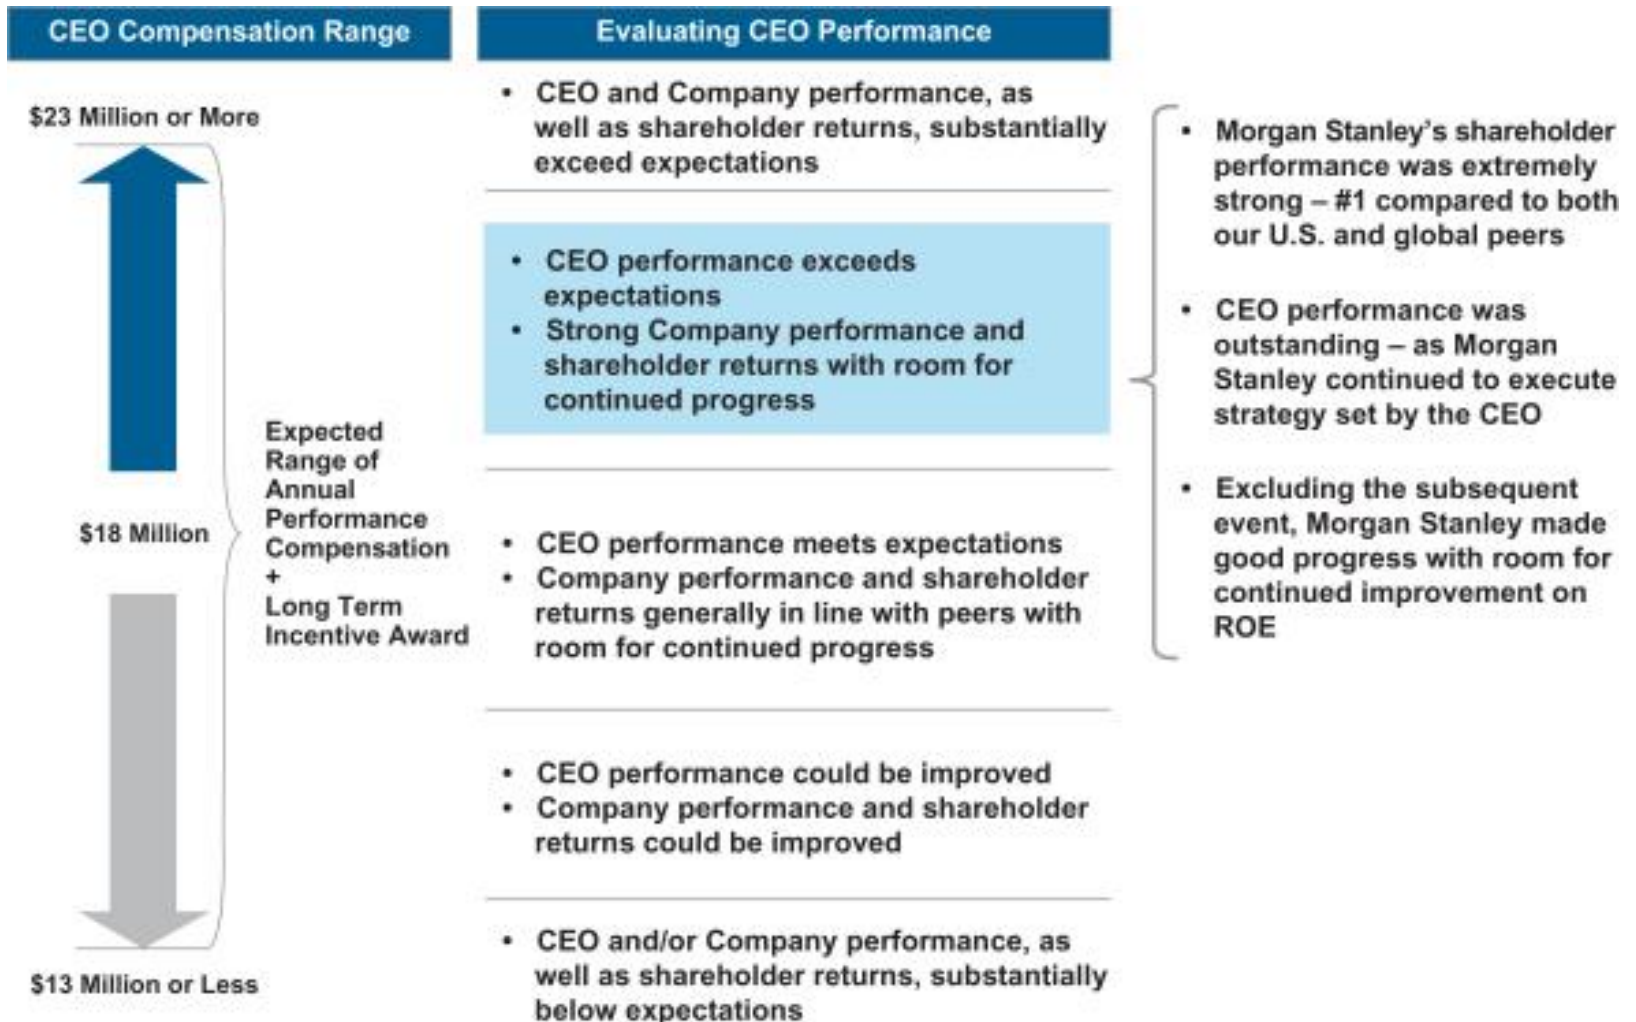 CEO Compensation Range
$23 Million or More
$18 Million
$13 Million or Less
Expected
Range of
Annual
Performance
Compensation
+
Long Term
Incentive Award
Evaluating CEO Performance
• CEO and Company performance, as
well as shareholder returns, substantially
exceed expectations
• CEO performance exceeds
expectations
• Strong Company performance and
shareholder returns with room for
continued progress
• CEO performance meets expectations
• Company performance and shareholder
returns generally in line with peers with
room for continued progress
• CEO performance could be improved
• Company performance and shareholder
returns could be improved
• CEO and/or Company performance, as
well as shareholder returns, substantially
below expectations
• Morgan Stanley's shareholder
performance was extremely
strong – #1 compared to both
our U.S. and global peers
• CEO performance was
outstanding – as Morgan
Stanley continued to execute
strategy set by the CEO
• Excluding the subsequent
event, Morgan Stanley made
good progress with room for
continued improvement on
ROE